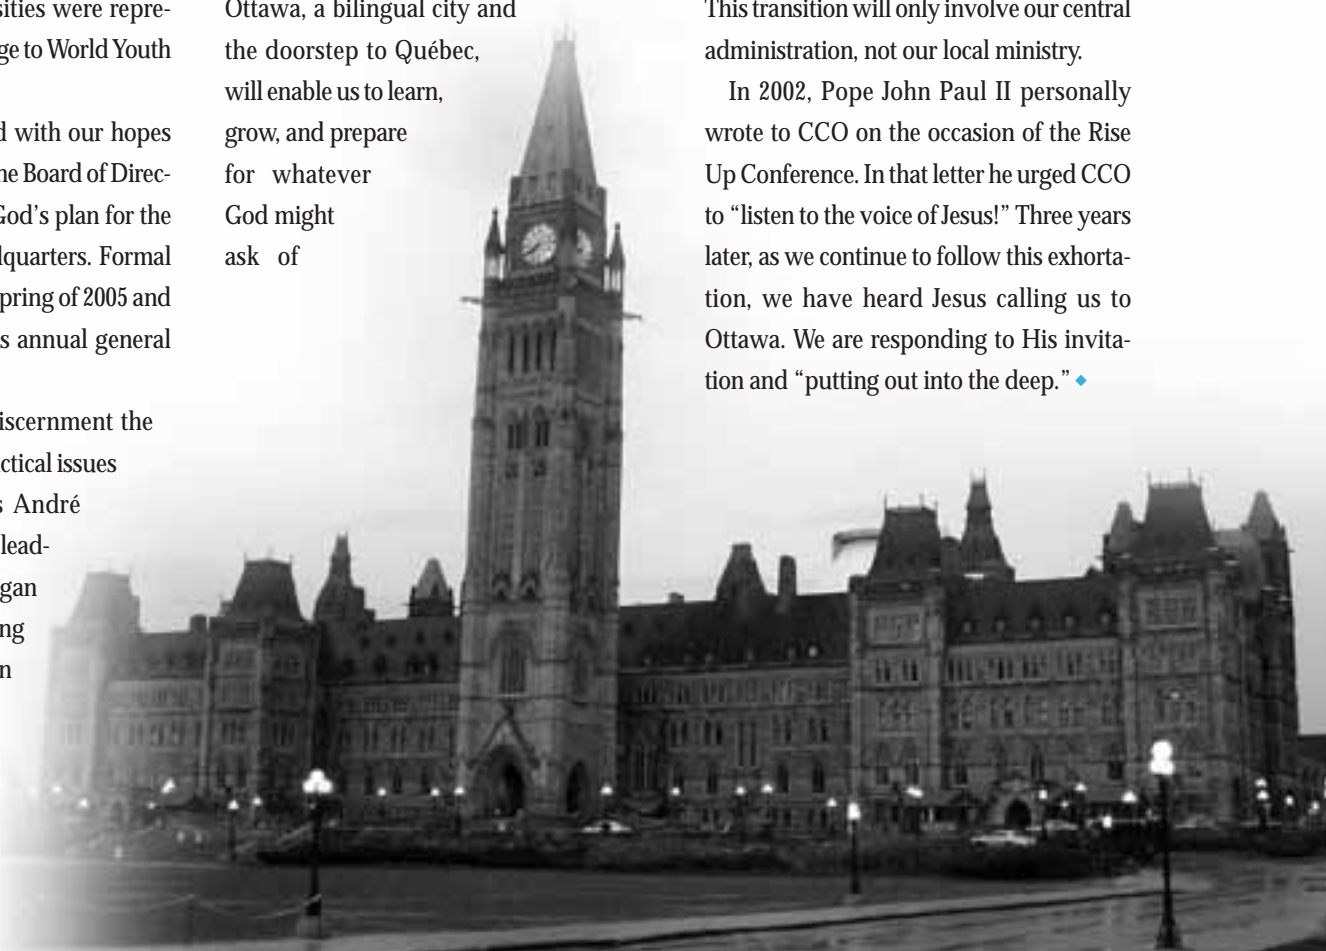 sities were repre-
ge to World Youth
d with our hopes
ne Board of Direc-
God’s plan for the
dquarters. Formal
pring of 2005 and
s annual general
iscernment the
ctical issues
s André
lead-
gan
ng
n
Ottawa, a bilingual city and
the doorstep to Québec,
will enable us to learn,
grow, and prepare
for whatever
God might
ask of
This transition will only involve our central
administration, not our local ministry.
In 2002, Pope John Paul II personally
wrote to CCO on the occasion of the Rise
Up Conference. In that letter he urged CCO
to “listen to the voice of Jesus!” Three years
later, as we continue to follow this exhorta-
tion, we have heard Jesus calling us to
Ottawa. We are responding to His invita-
tion and “putting out into the deep.” ◆